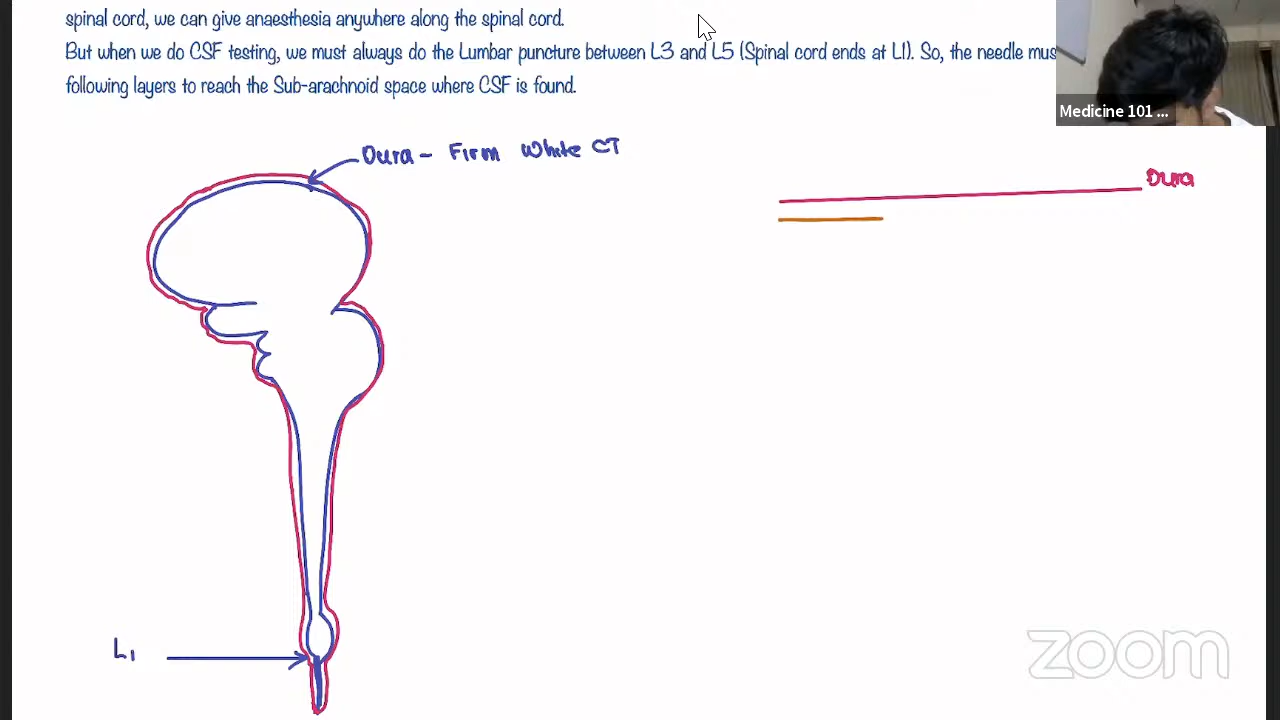 spinal cord, we can give anaesthesia anywhere along the spinal cord.
But when we do CSF testing, we must always do the Lumbar puncture between L3 and L5 (Spinal cord ends at L1). So, the needle mus
following layers to reach the Sub-arachnoid space where CSF is found.
Medicine 101 ...
Dura - Firm White CT
Dura
L1
zoom